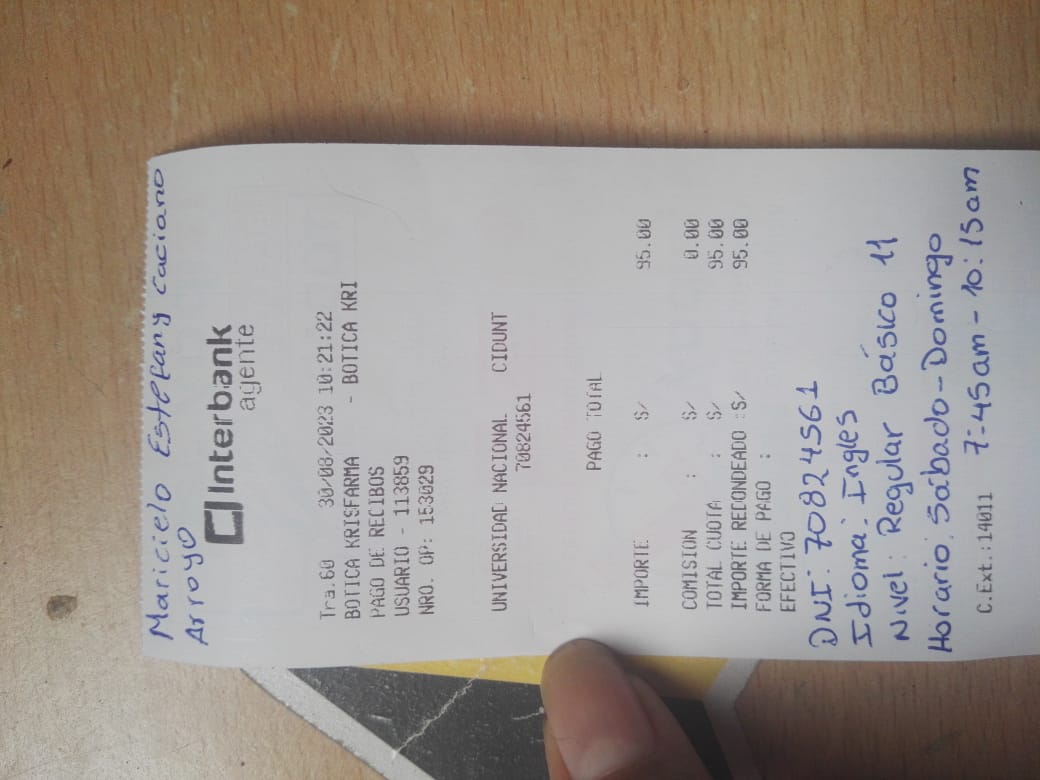 Maricielo Estefany Caciano
Arroyo
Interbank
agente
Tra.60 30/08/2023 10:21:22
BOTICA KRISFARMA - BOTICA KRI
PAGO DE RECIBOS
USUARIO - 113859
NRO. OP: 153029
UNIVERSIDAD NACIONAL CIDUNT
70824561
PAGO TOTAL
IMPORTE : S/ 95.00
COMISION : S/ 0.00
TOTAL CUOTA : S/ 95.00
IMPORTE REDONDEADO :S/ 95.00
FORMA DE PAGO :
EFECTIVO
DNI: 70824561
Idioma: Ingles
Nivel: Regular Básico 11
Horario: Sábado-Domingo
7:45am - 10:15am
C.Ext.:14011